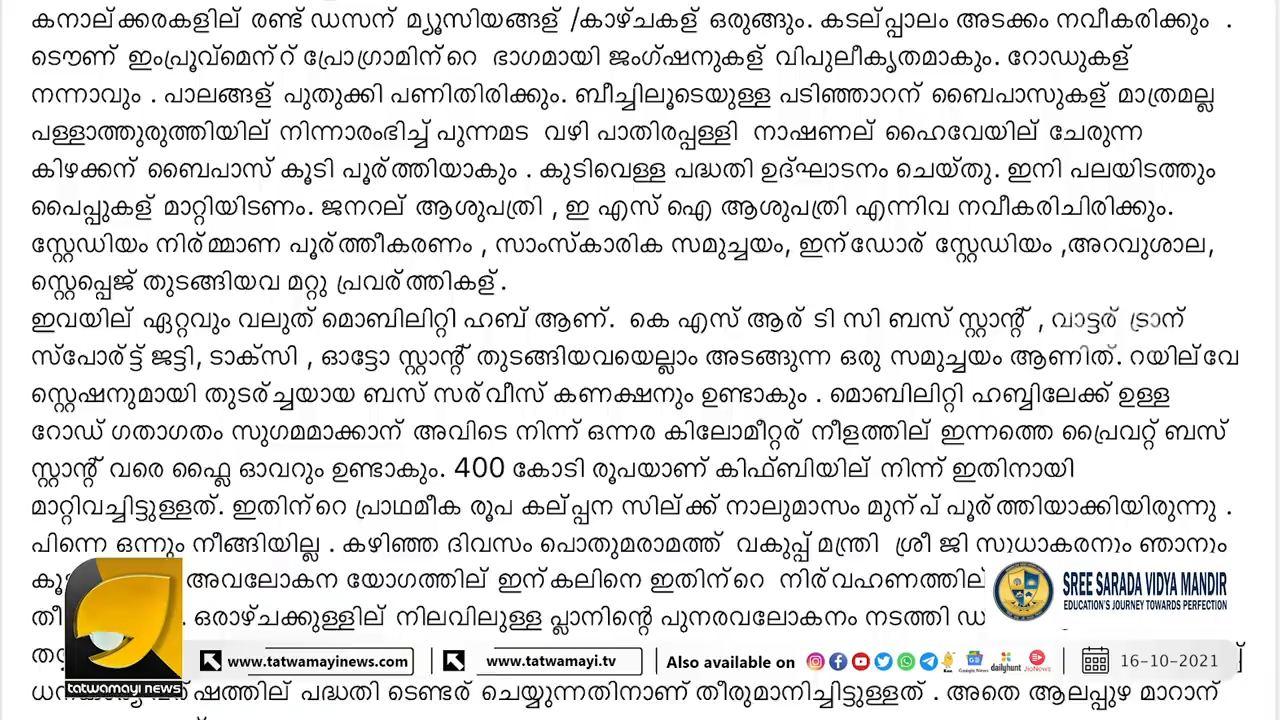 കനാല്ക്കരകളില് രണ്ട് ഡസന് മ്യൂസിയങ്ങള് /കാഴ്ചകള് ഒരുങ്ങും. കടല്പ്പാലം അടക്കം നവീകരിക്കും .
ടൌണ് ഇംപ്രൂവ്മെന്റ് പ്രോഗ്രാമിന്റെ ഭാഗമായി ജംഗ്ഷനുകള് വിപുലീകൃതമാകും. റോഡുകള്
നന്നാവും . പാലങ്ങള് പുതുക്കി പണിതിരിക്കും. ബീച്ചിലൂടെയുള്ള പടിഞ്ഞാറന് ബൈപാസുകള് മാത്രമല്ല
പള്ളാത്തുരുത്തിയില് നിന്നാരംഭിച്ച് പുന്നമട വഴി പാതിരപ്പള്ളി നാഷണല് ഹൈവേയില് ചേരുന്ന
കിഴക്കന് ബൈപാസ് കൂടി പൂര്ത്തിയാകും . കുടിവെള്ള പദ്ധതി ഉദ്ഘാടനം ചെയ്തു. ഇനി പലയിടത്തും
പൈപ്പുകള് മാറ്റിയിടണം. ജനറല് ആശുപത്രി , ഇ എസ് ഐ ആശുപത്രി എന്നിവ നവീകരിചിരിക്കും.
സ്റ്റേഡിയം നിര്മ്മാണ പൂര്ത്തീകരണം , സാംസ്കാരിക സമുച്ചയം, ഇന്ഡോര് സ്റ്റേഡിയം ,അറവുശാല,
സ്റ്റെപ്പെജ് തുടങ്ങിയവ മറ്റു പ്രവര്ത്തികള്.
ഇവയില് ഏറ്റവും വലുത് മൊബിലിറ്റി ഹബ് ആണ്. കെ എസ് ആര് ടി സി ബസ് സ്റ്റാന്റ് , വാട്ടര് ട്രാന്
സ്പോര്ട്ട് ജട്ടി, ടാക്സി , ഓട്ടോ സ്റ്റാന്റ് തുടങ്ങിയവയെല്ലാം അടങ്ങുന്ന ഒരു സമുച്ചയം ആണിത്. റയില്വേ
സ്റ്റെഷനുമായി തുടര്ച്ചയായ ബസ് സര്വീസ് കണക്ഷനും ഉണ്ടാകും . മൊബിലിറ്റി ഹബ്ബിലേക്ക് ഉള്ള
റോഡ് ഗതാഗതം സുഗമമാക്കാന് അവിടെ നിന്ന് ഒന്നര കിലോമീറ്റര് നീളത്തില് ഇന്നത്തെ പ്രൈവറ്റ് ബസ്
സ്റ്റാന്റ് വരെ ഫ്ലൈ ഓവറും ഉണ്ടാകും. 400 കോടി രൂപയാണ് കിഫ്ബിയില് നിന്ന് ഇതിനായി
മാറ്റിവച്ചിട്ടുള്ളത്. ഇതിന്റെ പ്രാഥമീക രൂപ കല്പ്പന സില്ക്ക് നാലുമാസം മുന്പ് പൂര്ത്തിയാക്കിയിരുന്നു .
പിന്നെ ഒന്നും നീങ്ങിയില്ല . കഴിഞ്ഞ ദിവസം പൊതുമരാമത്ത് വകുപ്പ് മന്ത്രി ശ്രീ ജി സുധാകരനും ഞാനും
അവലോകന യോഗത്തില് ഇന്കലിനെ ഇതിന്റെ നിര്വഹണത്തില്
SREE SARADA VIDYA MANDIR
EDUCATION'S JOURNEY TOWARDS PERFECTION
. ഒരാഴ്ചക്കുള്ളില് നിലവിലുള്ള പ്ലാനിന്റെ പുനരവലോകനം നടത്തി
www.tatwamayinews.com
www.tatwamayi.tv
Also available on
Google News
dailyhunt
JioNews
16-10-2021
tatwamayi news
പദ്ധതി ടെണ്ടര് ചെയ്യുന്നതിനാണ് തീരുമാനിച്ചിട്ടുള്ളത് . അതെ ആലപ്പുഴ മാറാന്